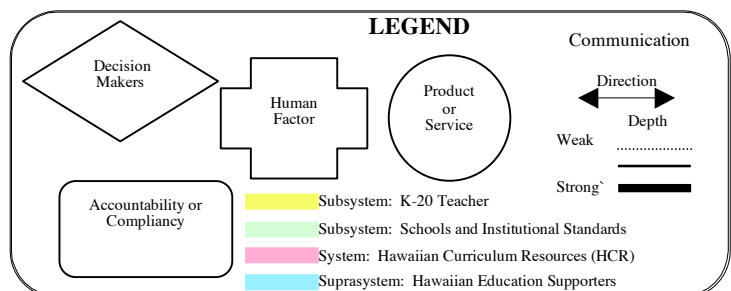 LEGEND
Communication
Decision
Makers
Human
Factor
Product
or
Service
Direction
Depth
Weak
Strong`
Accountability or
Compliancy
Subsystem: K-20 Teacher
Subsystem: Schools and Institutional Standards
System: Hawaiian Curriculum Resources (HCR)
Suprasystem: Hawaiian Education Supporters